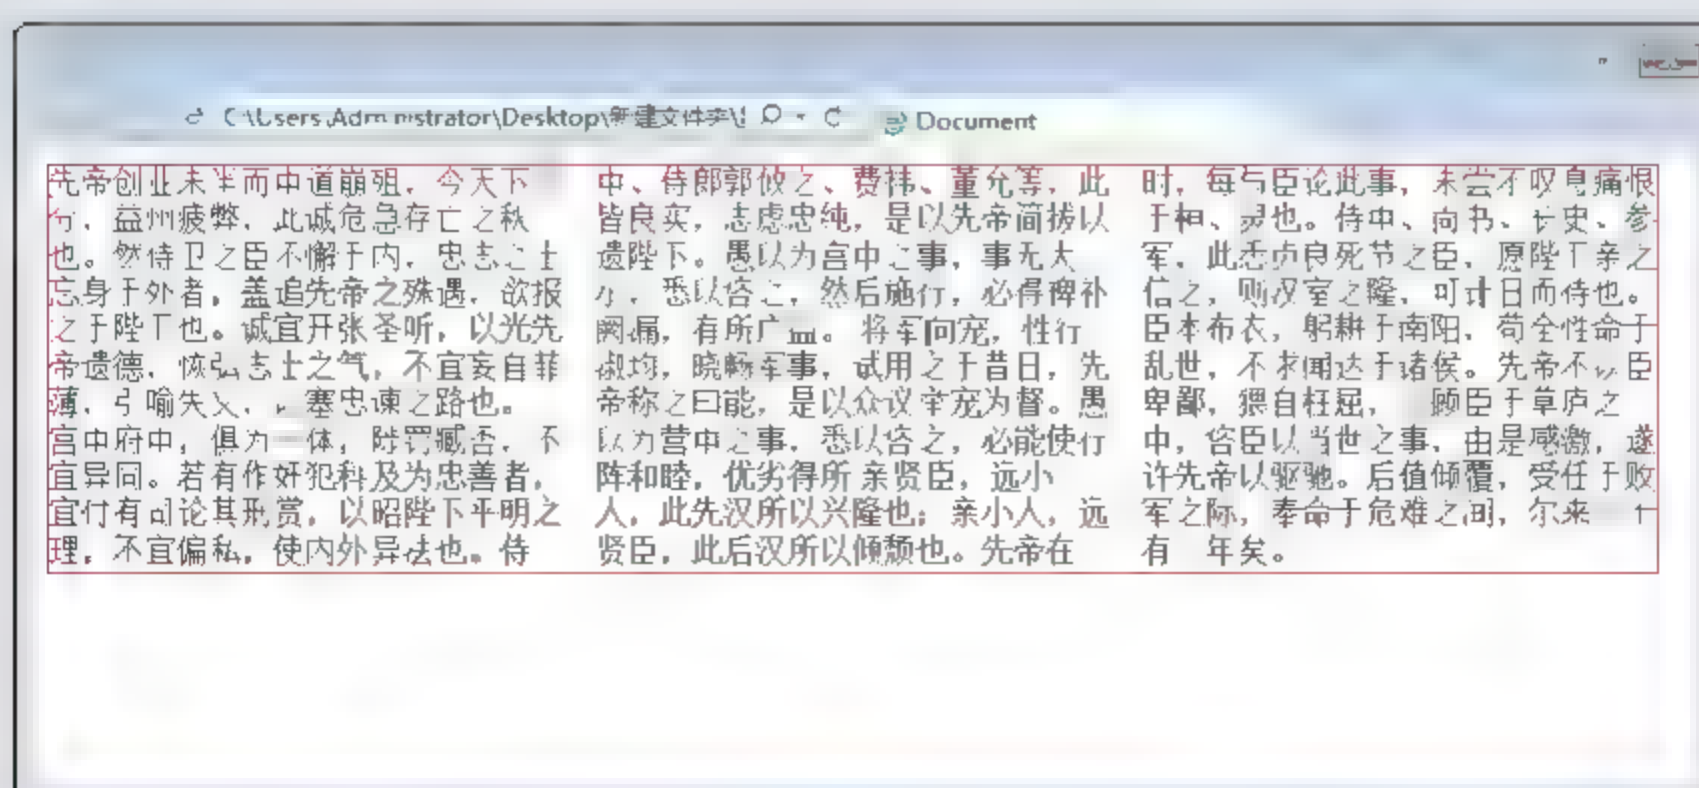 C:\Users\Administrator\Desktop\新建文件夹\
Document
先帝创业未半而中道崩殂，今天下
分，益州疲弊，此诚危急存亡之秋
也。然侍卫之臣不懈于内，忠志之士
忘身于外者，盖追先帝之殊遇，欲报
之于陛下也。诚宜开张圣听，以光先
帝遗德，恢弘志士之气，不宜妄自菲
薄，引喻失义，以塞忠谏之路也。
宫中府中，俱为一体，陟罚臧否，不
宜异同。若有作奸犯科及为忠善者，
宜付有司论其刑赏，以昭陛下平明之
理，不宜偏私，使内外异法也。侍
中、侍郎郭攸之、费祎、董允等，此
皆良实，志虑忠纯，是以先帝简拔以
遗陛下。愚以为宫中之事，事无大
小，悉以咨之，然后施行，必得裨补
阙漏，有所广益。将军向宠，性行
淑均，晓畅军事，试用之于昔日，先
帝称之曰能，是以众议举宠为督。愚
以为营中之事，悉以咨之，必能使行
阵和睦，优劣得所 亲贤臣，远小
人，此先汉所以兴隆也；亲小人，远
贤臣，此后汉所以倾颓也。先帝在
时，每与臣论此事，未尝不叹息痛恨
于桓、灵也。侍中、尚书、长史、参
军，此悉贞良死节之臣，愿陛下亲之
信之，则汉室之隆，可计日而待也。
臣本布衣，躬耕于南阳，苟全性命于
乱世，不求闻达于诸侯。先帝不以臣
卑鄙，猥自枉屈， 顾臣于草庐之
中，咨臣以当世之事，由是感激，遂
许先帝以驱驰。后值倾覆，受任于败
军之际，奉命于危难之间，尔来
有 年矣。